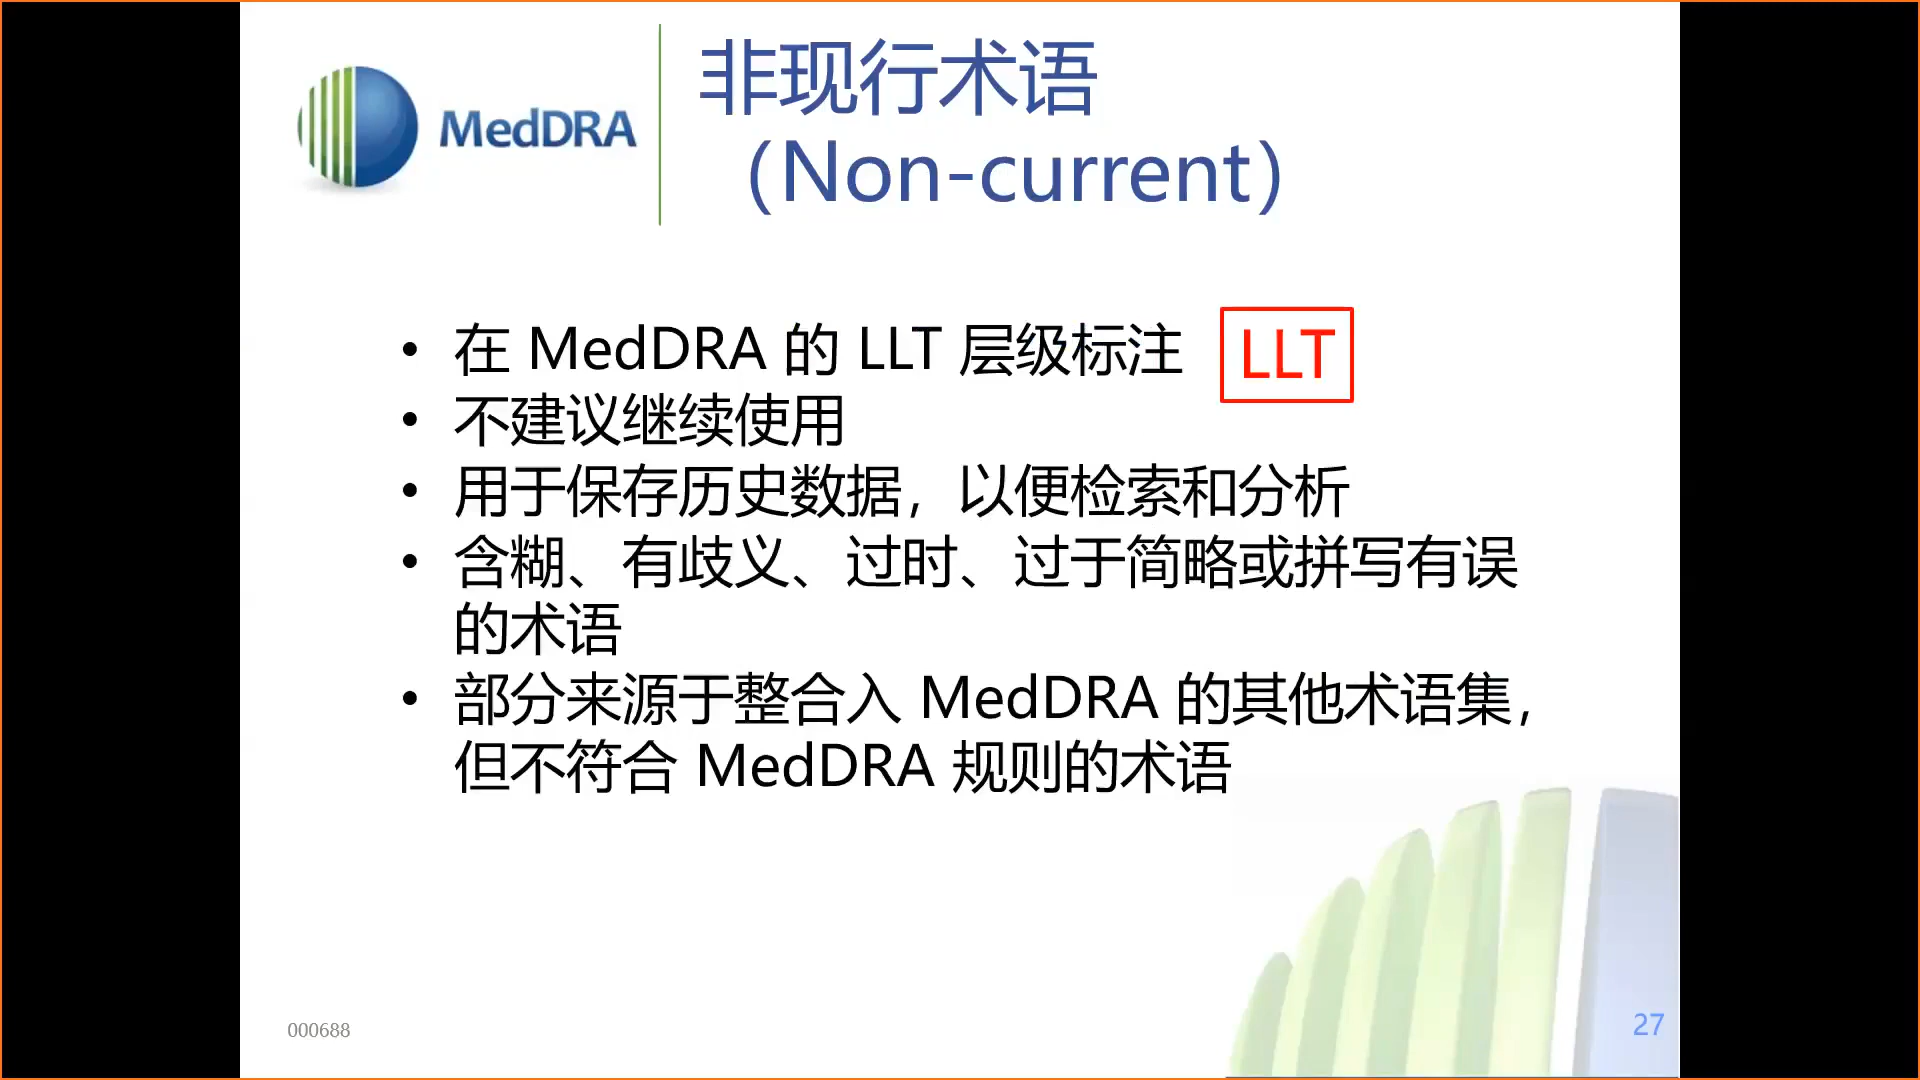 MedDRA
非现行术语
（Non-current）
• 在 MedDRA 的 LLT 层级标注
LLT
• 不建议继续使用
• 用于保存历史数据，以便检索和分析
• 含糊、有歧义、过时、过于简略或拼写有误
的术语
• 部分来源于整合入 MedDRA 的其他术语集，
但不符合 MedDRA 规则的术语
000688
27